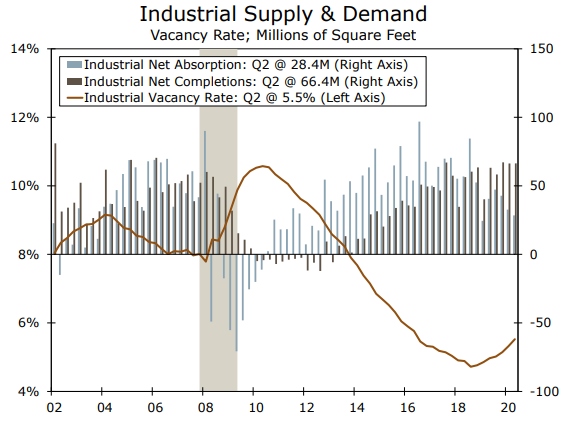 Industrial Supply & Demand
Vacancy Rate; Millions of Square Feet
14% 150
Industrial Net Absorption: Q2 @ 28.4M (Right Axis)
Industrial Net Completions: Q2 @ 66.4M (Right Axis)
Industrial Vacancy Rate: Q2 @ 5.5% (Left Axis)
12% 100
10% 50
8% 0
6% -50
4% -100
02 04 06 08 10 12 14 16 18 20